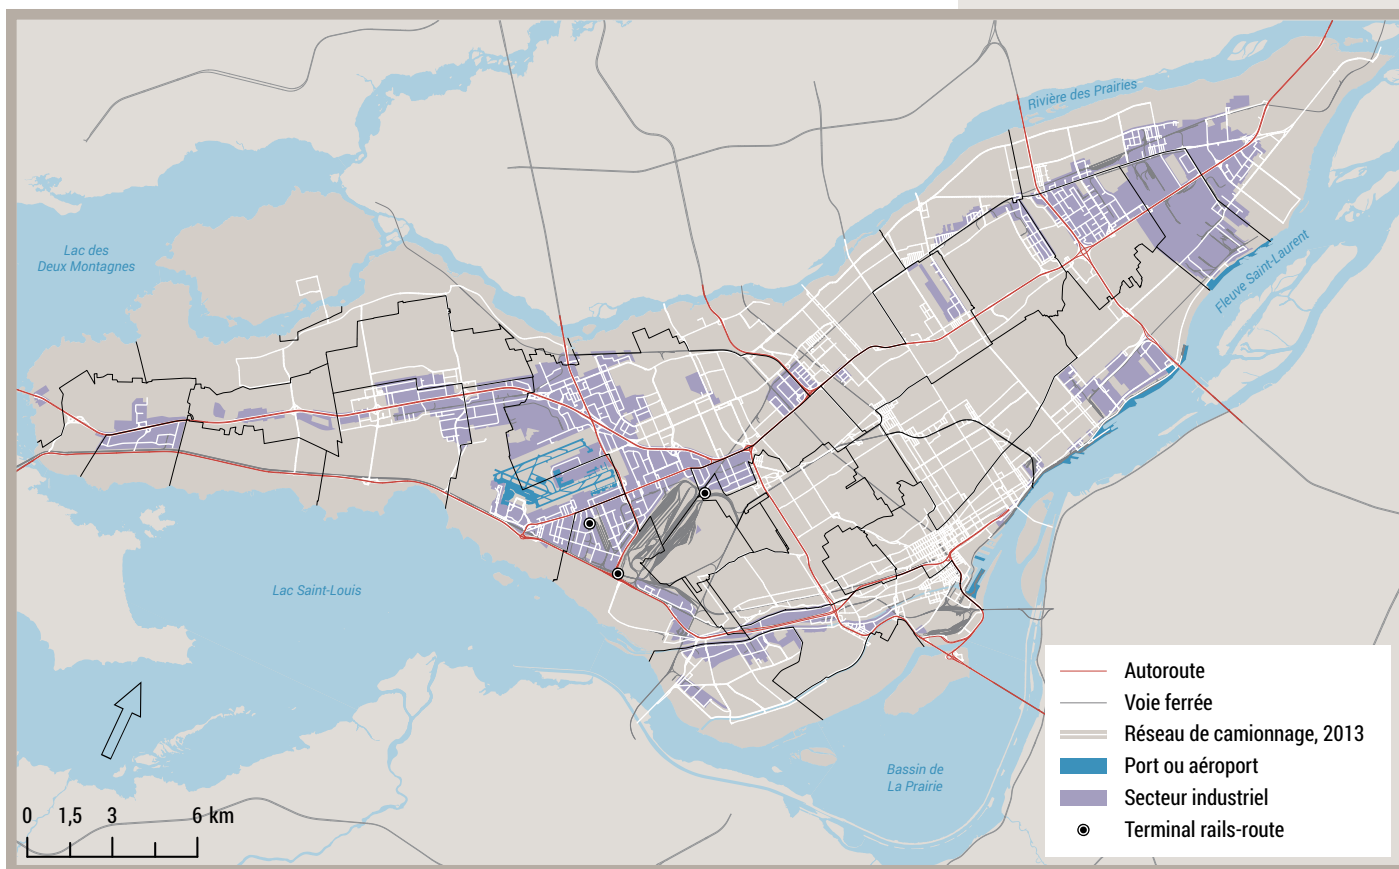 Rivière des Prairies
Lac des
Deux Montagnes
Fleuve Saint-Laurent
Lac Saint-Louis
Bassin de
La Prairie
0 1,5 3 6 km
Autoroute
Voie ferrée
Réseau de camionnage, 2013
Port ou aéroport
Secteur industriel
Terminal rails-route